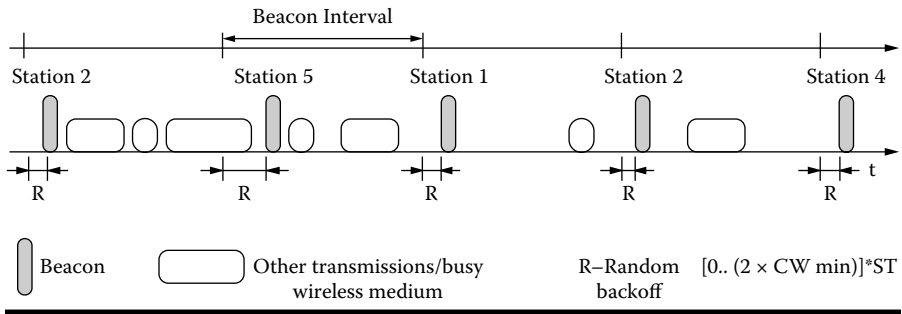 Beacon Interval
Station 2 Station 5 Station 1 Station 2 Station 4
R R R R R t
Beacon
Other transmissions/busy
wireless medium
R–Random
backoff
[0.. (2 × CW min)]*ST